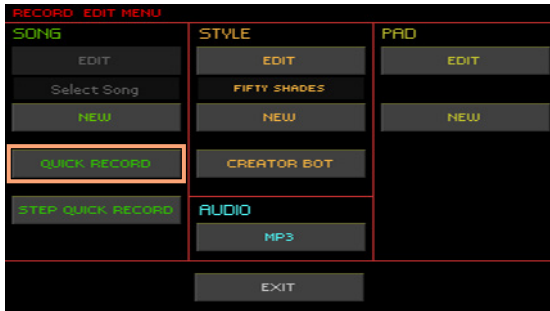 RECORD EDIT MENU
SONG
EDIT
Select Song
NEW
QUICK RECORD
STEP QUICK RECORD
STYLE
EDIT
FIFTY SHADES
NEW
CREATOR BOT
AUDIO
MP3
PAD
EDIT
NEW
EXIT